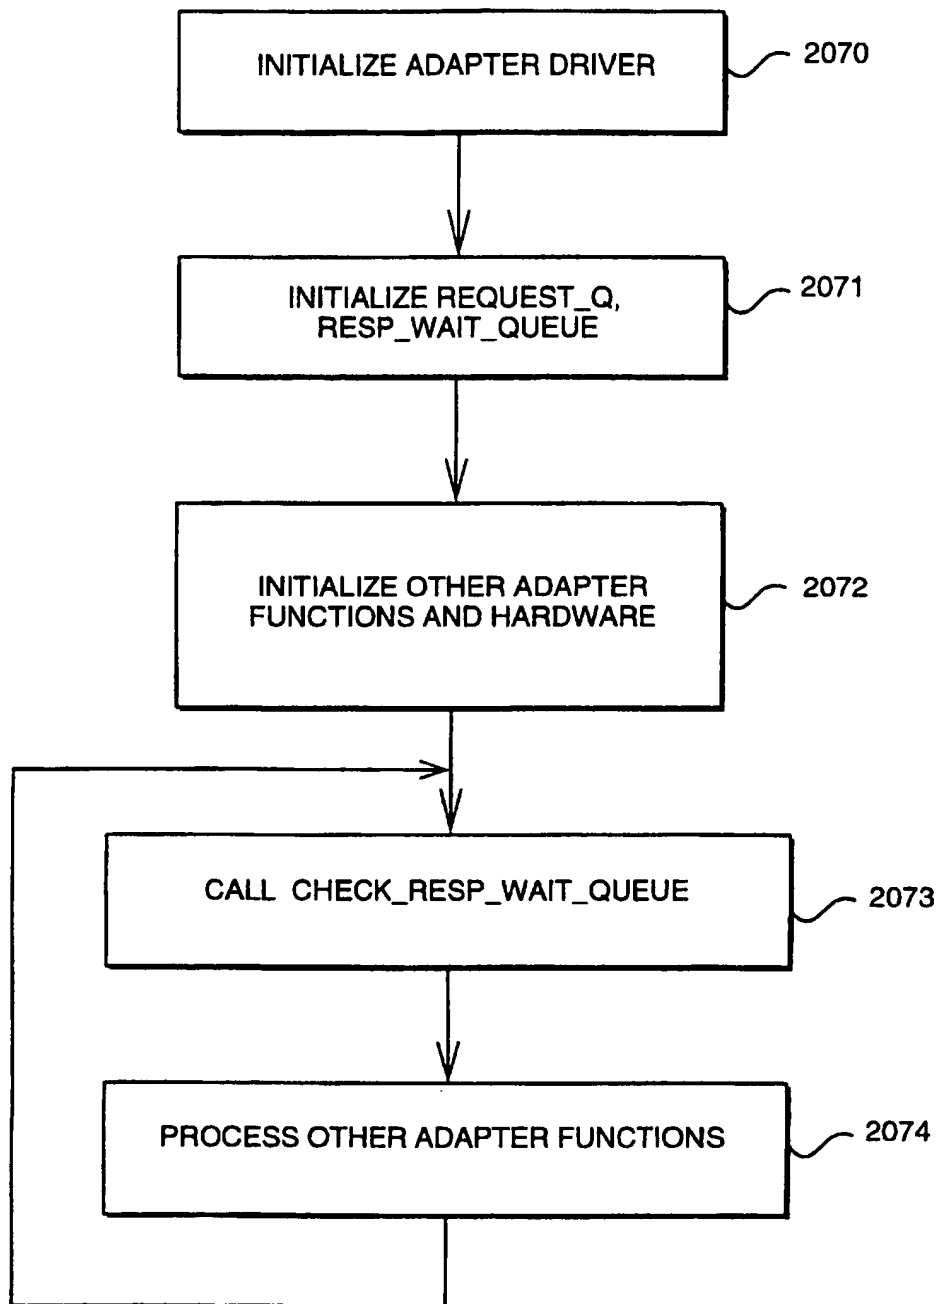 INITIALIZE ADAPTER DRIVER
2070
INITIALIZE REQUEST_Q,
RESP_WAIT_QUEUE
2071
INITIALIZE OTHER ADAPTER
FUNCTIONS AND HARDWARE
2072
CALL CHECK_RESP_WAIT_QUEUE
2073
PROCESS OTHER ADAPTER FUNCTIONS
2074